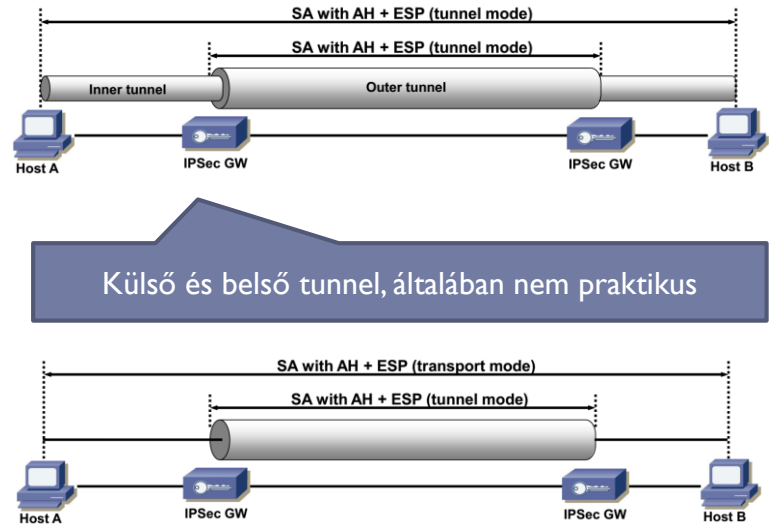 SA with AH + ESP (tunnel mode)
SA with AH + ESP (tunnel mode)
Inner tunnel
Outer tunnel
Host A
IPSec GW
IPSec GW
Host B
Külső és belső tunnel, általában nem praktikus
SA with AH + ESP (transport mode)
SA with AH + ESP (tunnel mode)
Host A
IPSec GW
IPSec GW
Host B